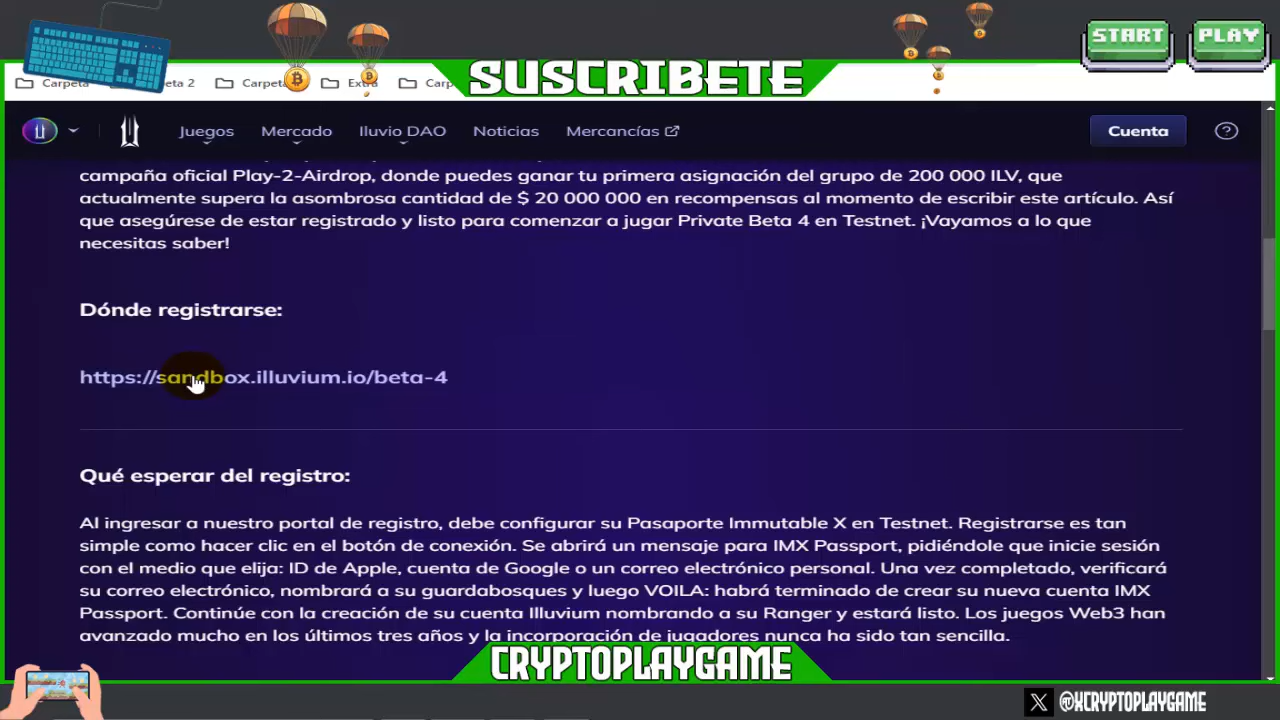 START
PLAY
SUSCRIBETE
Carpeta
eta 2
Carpeta
Extra
Carp
Juegos
Mercado
Iluvio DAO
Noticias
Mercancías
Cuenta
campaña oficial Play-2-Airdrop, donde puedes ganar tu primera asignación del grupo de 200 000 ILV, que
actualmente supera la asombrosa cantidad de $ 20 000 000 en recompensas al momento de escribir este artículo. Así
que asegúrese de estar registrado y listo para comenzar a jugar Private Beta 4 en Testnet. ¡Vayamos a lo que
necesitas saber!
Dónde registrarse:
https://sandbox.illuvium.io/beta-4
Qué esperar del registro:
Al ingresar a nuestro portal de registro, debe configurar su Pasaporte Immutable X en Testnet. Registrarse es tan
simple como hacer clic en el botón de conexión. Se abrirá un mensaje para IMX Passport, pidiéndole que inicie sesión
con el medio que elija: ID de Apple, cuenta de Google o un correo electrónico personal. Una vez completado, verificará
su correo electrónico, nombrará a su guardabosques y luego VOILA: habrá terminado de crear su nueva cuenta IMX
Passport. Continúe con la creación de su cuenta Illuvium nombrando a su Ranger y estará listo. Los juegos Web3 han
avanzado mucho en los últimos tres años y la incorporación de jugadores nunca ha sido tan sencilla.
CRYPTOPLAYGAME
@XCRYPTOPLAYGAME